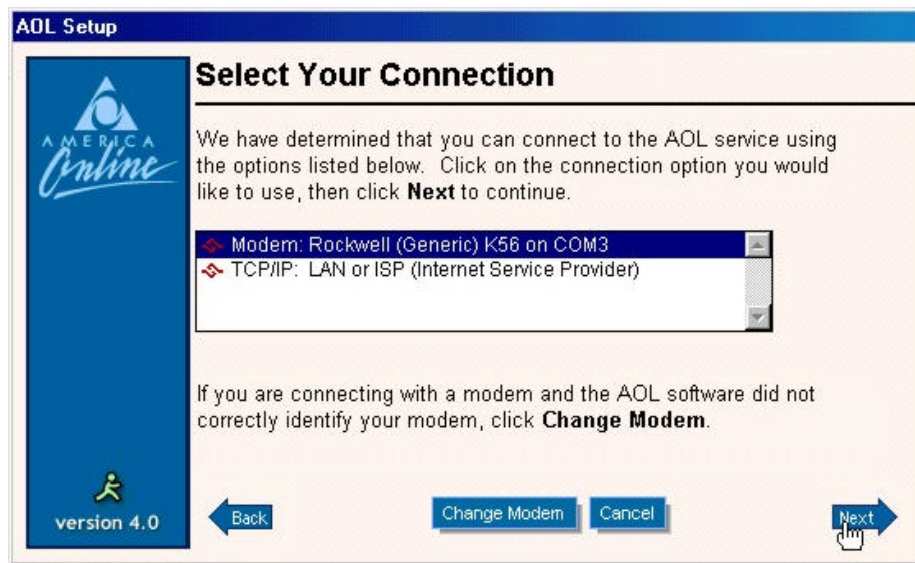 AOL Setup
AMERICA
Online
Select Your Connection
We have determined that you can connect to the AOL service using
the options listed below. Click on the connection option you would
like to use, then click Next to continue.
Modem: Rockwell (Generic) K56 on COM3
TCP/IP: LAN or ISP (Internet Service Provider)
If you are connecting with a modem and the AOL software did not
correctly identify your modem, click Change Modem.
version 4.0
Back
Change Modem
Cancel
Next